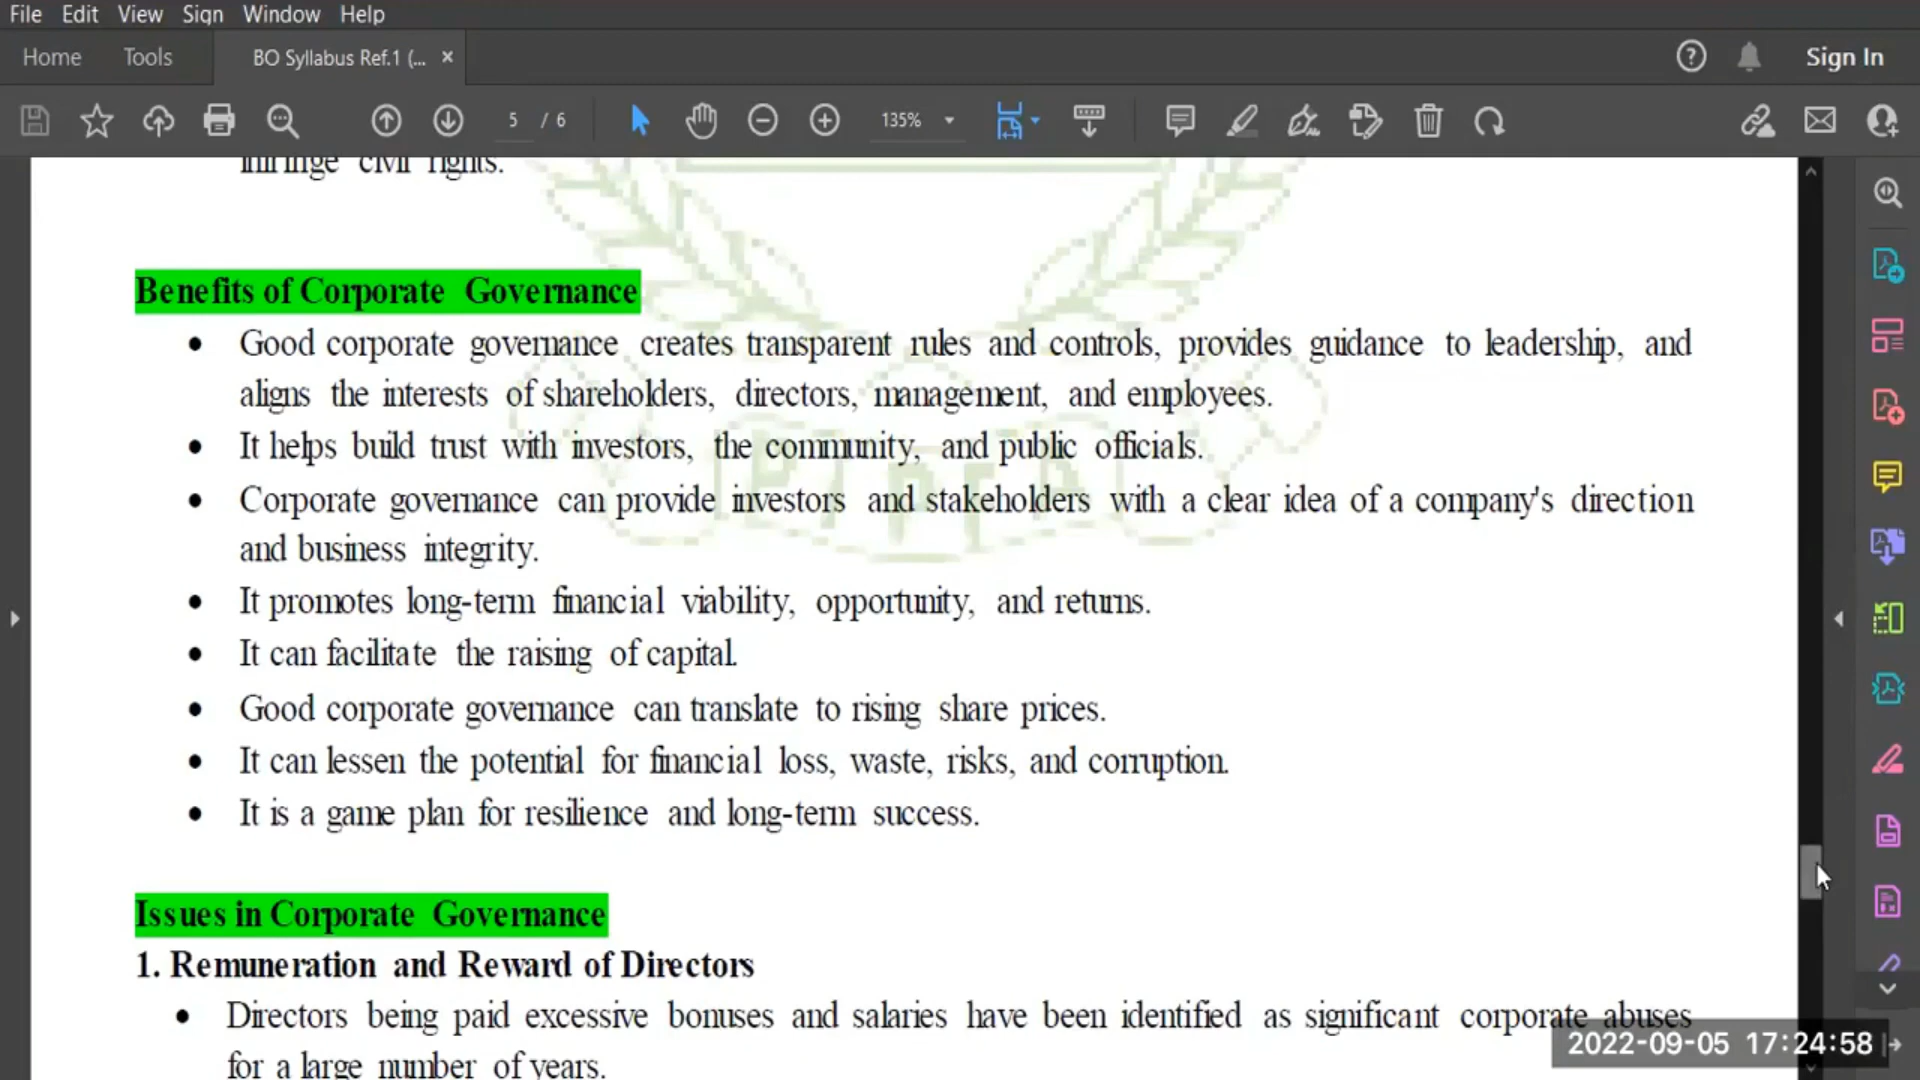 File Edit View Sign Window Help
Home Tools BO Syllabus Ref.1 (... × Sign In
5 / 6 135%
infringe civil rights.
Benefits of Corporate Governance
• Good corporate governance creates transparent rules and controls, provides guidance to leadership, and
aligns the interests of shareholders, directors, management, and employees.
• It helps build trust with investors, the community, and public officials.
• Corporate governance can provide investors and stakeholders with a clear idea of a company's direction
and business integrity.
• It promotes long-term financial viability, opportunity, and returns.
• It can facilitate the raising of capital.
• Good corporate governance can translate to rising share prices.
• It can lessen the potential for financial loss, waste, risks, and corruption.
• It is a game plan for resilience and long-term success.
Issues in Corporate Governance
1. Remuneration and Reward of Directors
• Directors being paid excessive bonuses and salaries have been identified as significant corporate abuses
for a large number of years.
2022-09-05 17:24:58